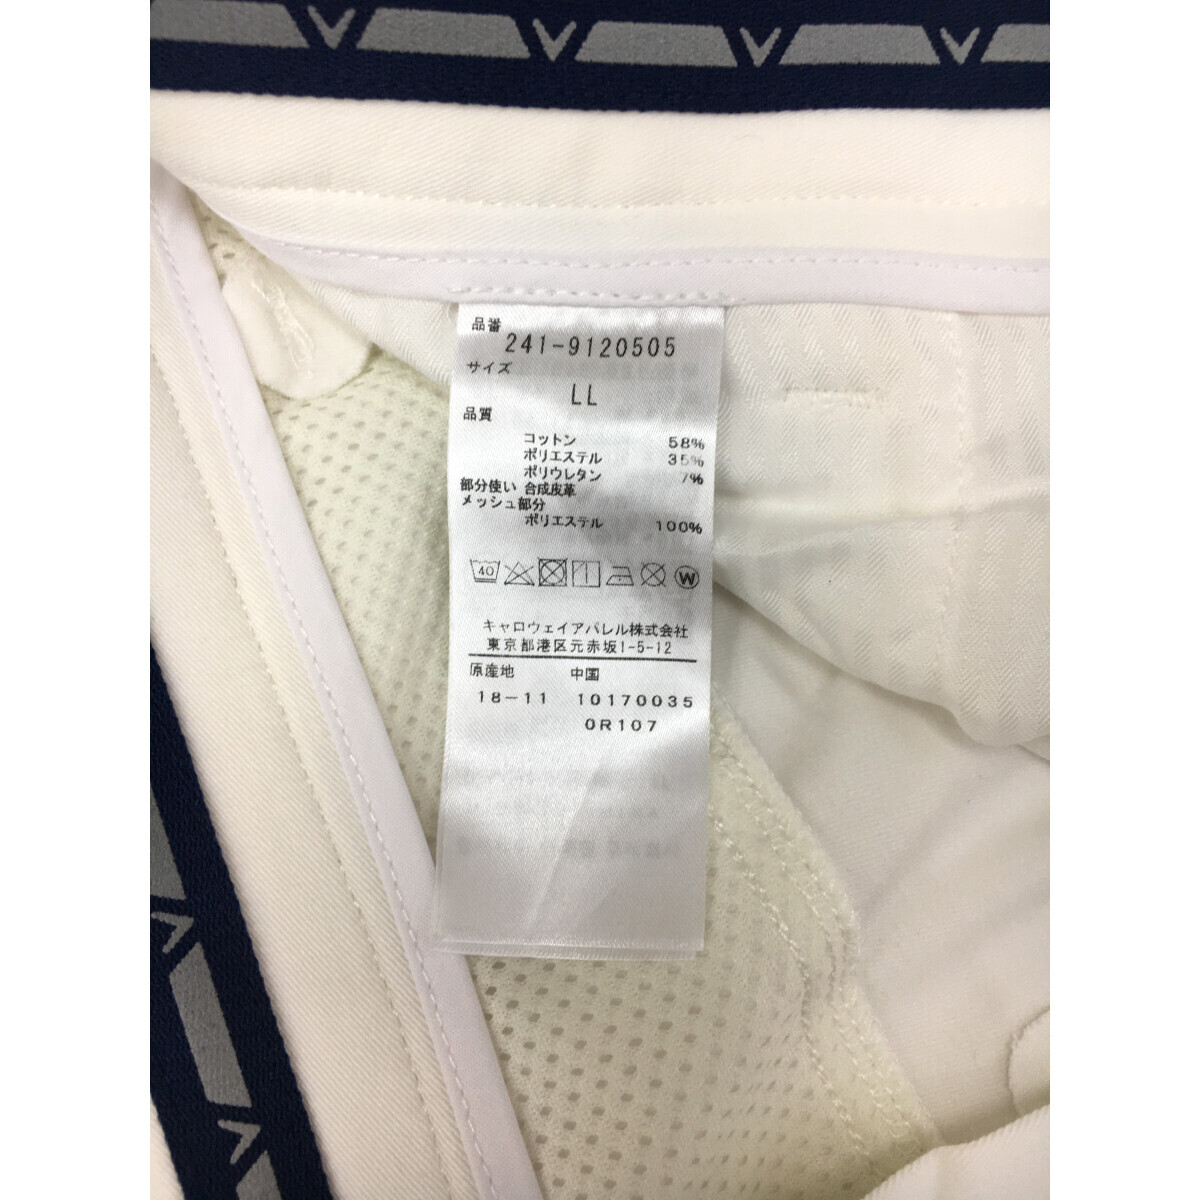 品番
241-9120505
サイズ
LL
品質
コットン 58%
ポリエステル 35%
ポリウレタン 7%
部分使い 合成皮革
メッシュ部分
ポリエステル 100%
40 W
キャロウェイアパレル株式会社
東京都港区元赤坂1-5-12
原産地 中国
18-11 10170035
0R107